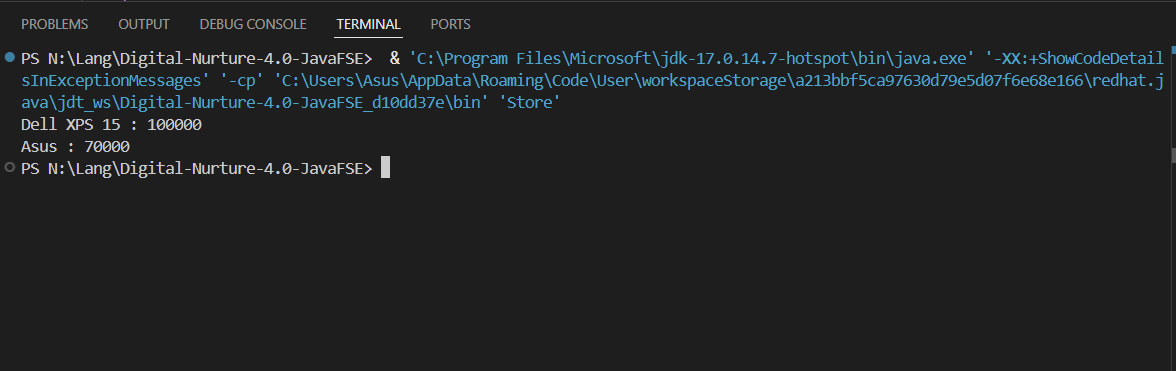 PROBLEMS OUTPUT DEBUG CONSOLE TERMINAL PORTS
PS N:\Lang\Digital-Nurture-4.0-JavaFSE>  & 'C:\Program Files\Microsoft\jdk-17.0.14.7-hotspot\bin\java.exe' '-XX:+ShowCodeDetail
sInExceptionMessages' '-cp' 'C:\Users\Asus\AppData\Roaming\Code\User\workspaceStorage\a213bbf5ca97630d79e5d07f6e68e166\redhat.j
ava\jdt_ws\Digital-Nurture-4.0-JavaFSE_d10dd37e\bin' 'Store'
Dell XPS 15 : 100000
Asus : 70000
PS N:\Lang\Digital-Nurture-4.0-JavaFSE>